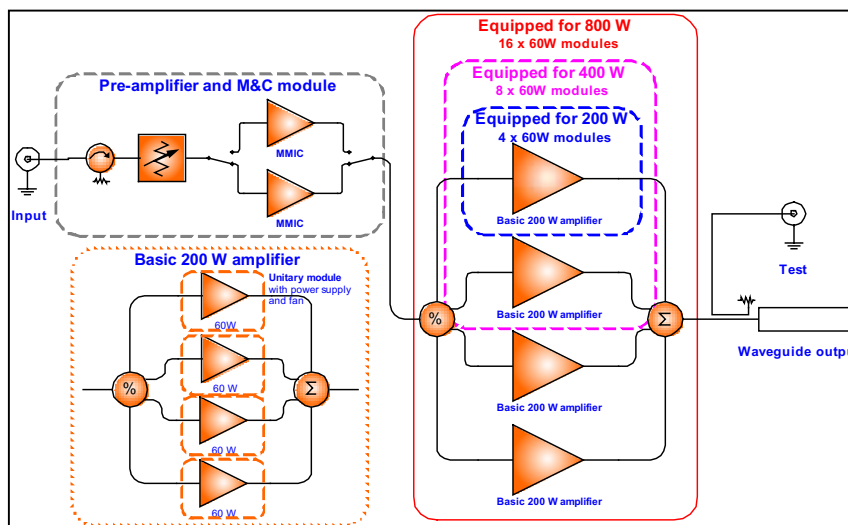 Equipped for 800 W
16 x 60W modules
Equipped for 400 W
8 x 60W modules
Equipped for 200 W
4 x 60W modules
Pre-amplifier and M&C module
MMIC
MMIC
Input
Basic 200 W amplifier
Basic 200 W amplifier
Basic 200 W amplifier
Basic 200 W amplifier
%
Σ
Test
Waveguide output
Basic 200 W amplifier
Unitary module
with power supply
and fan
60W
60 W
60 W
60 W
%
Σ